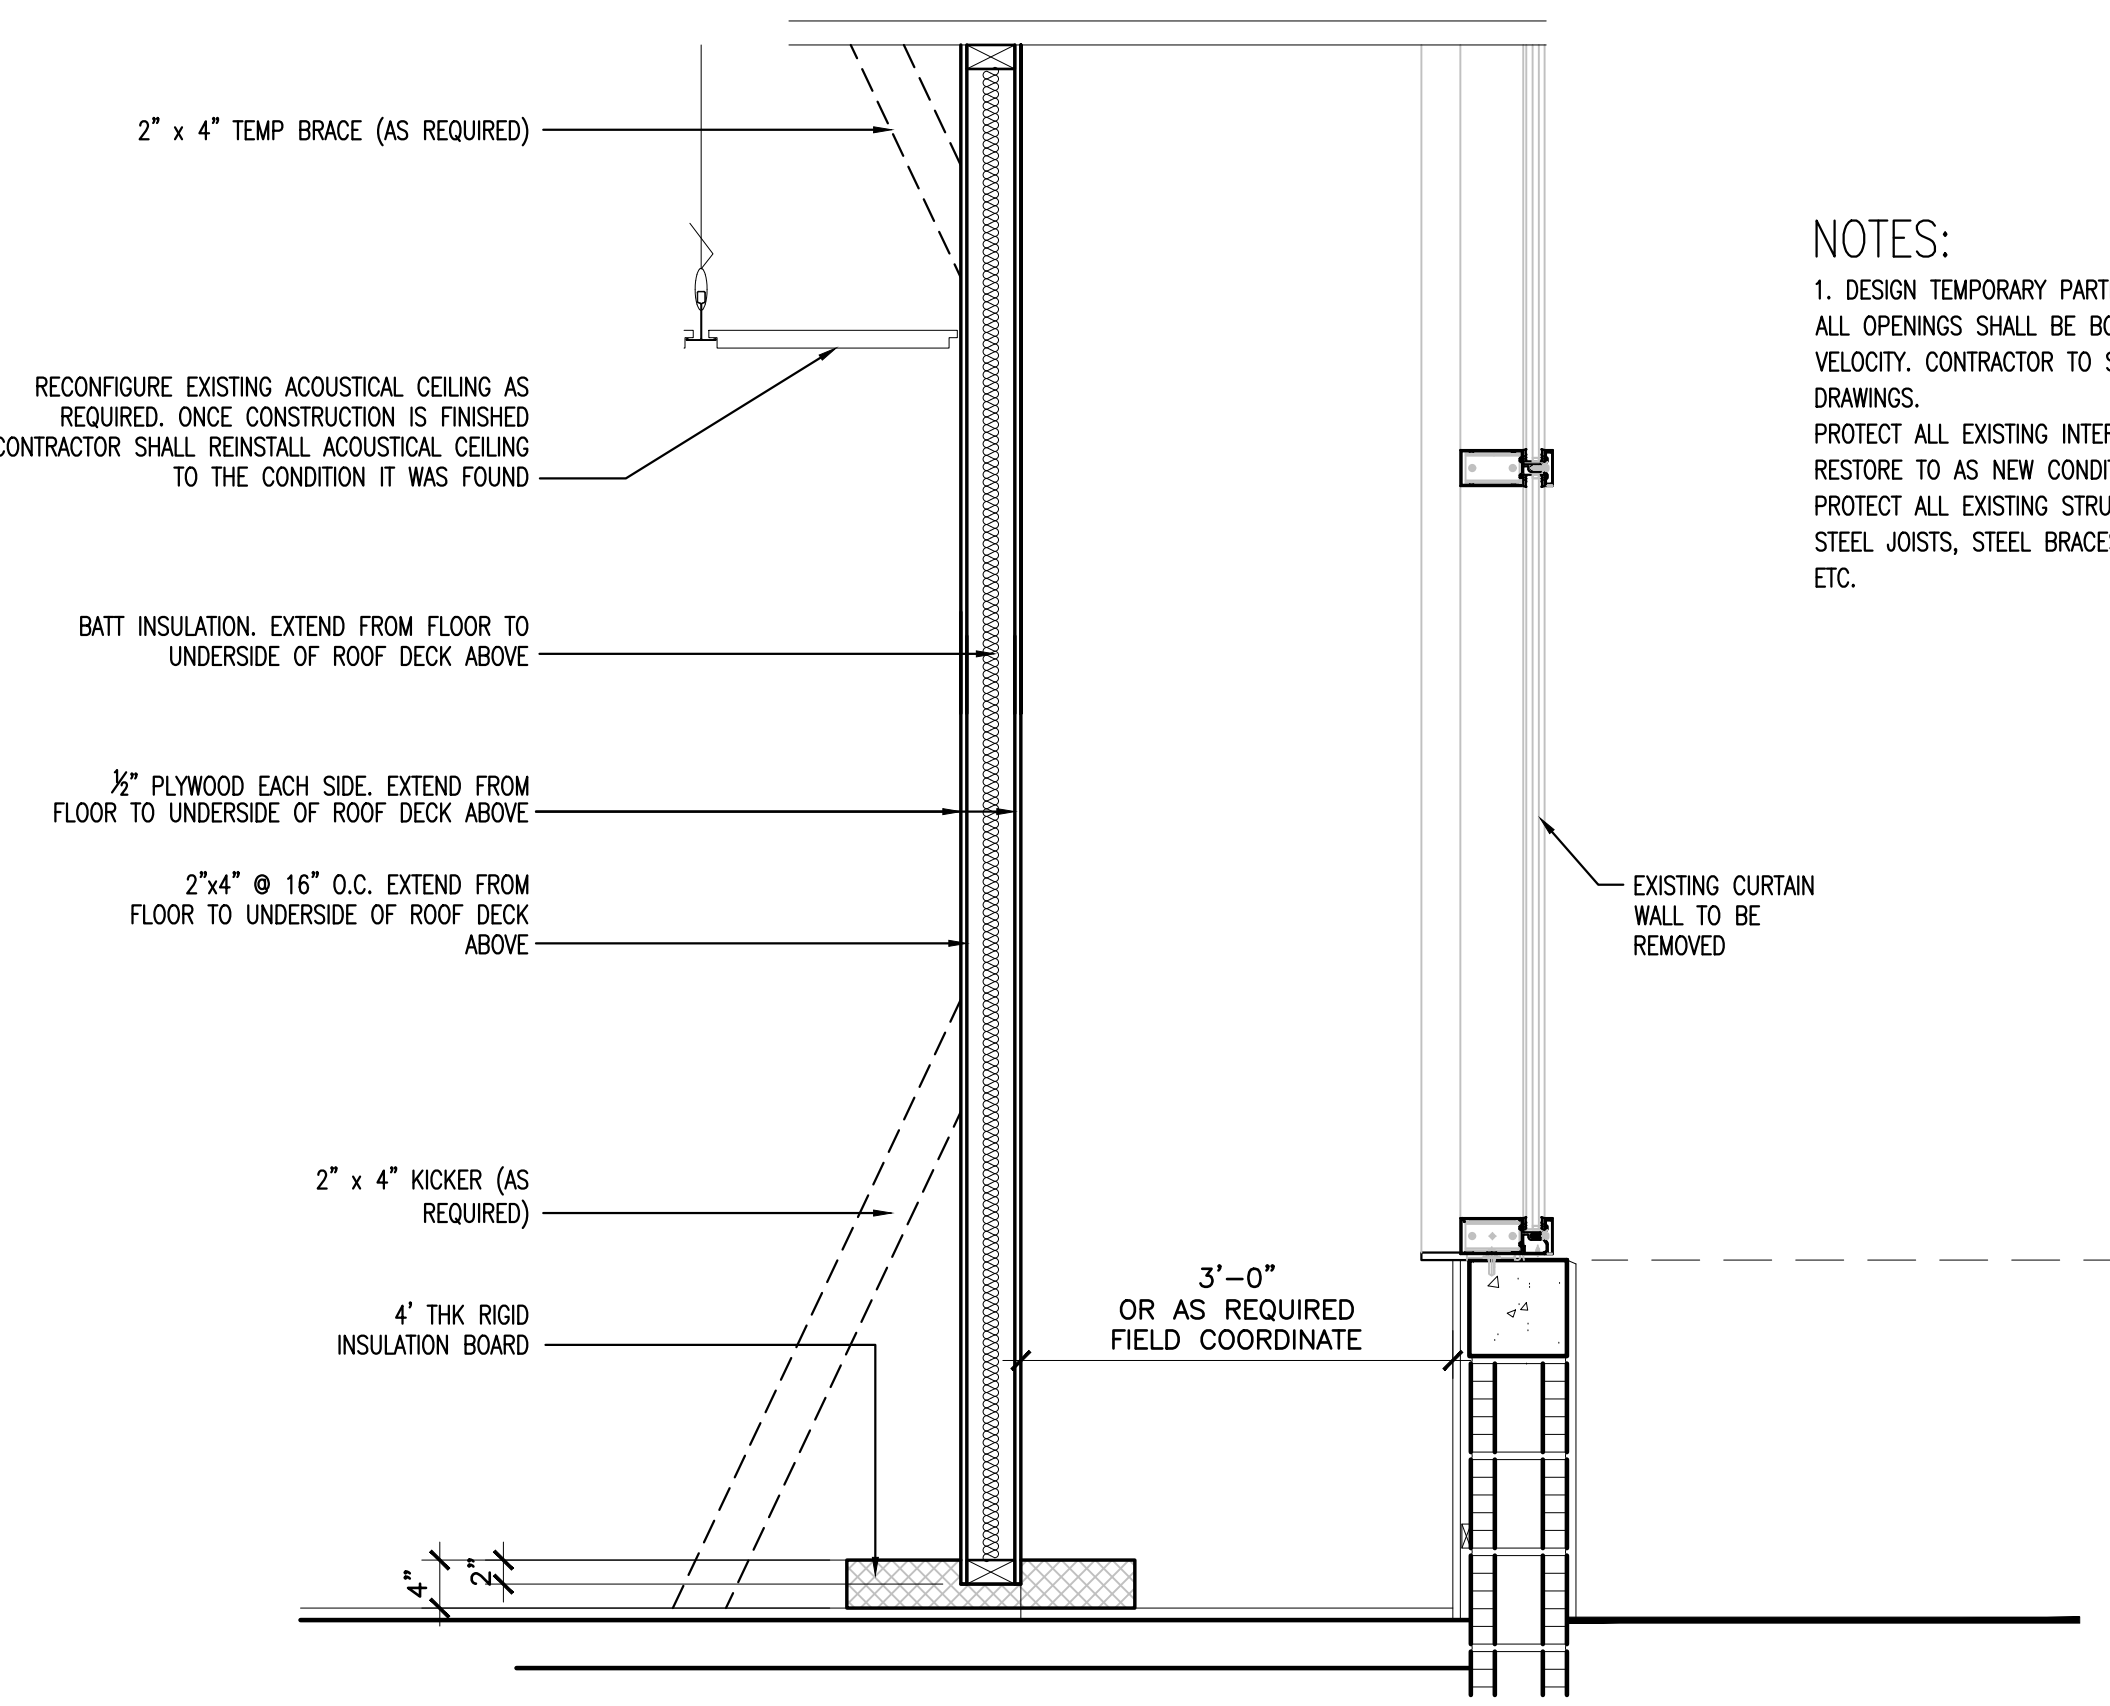 2” x 4” TEMP BRACE (AS REQUIRED)
RECONFIGURE EXISTING ACOUSTICAL CEILING AS
REQUIRED. ONCE CONSTRUCTION IS FINISHED
CONTRACTOR SHALL REINSTALL ACOUSTICAL CEILING
TO THE CONDITION IT WAS FOUND
BATT INSULATION. EXTEND FROM FLOOR TO
UNDERSIDE OF ROOF DECK ABOVE
½” PLYWOOD EACH SIDE. EXTEND FROM
FLOOR TO UNDERSIDE OF ROOF DECK ABOVE
2”x4” @ 16” O.C. EXTEND FROM
FLOOR TO UNDERSIDE OF ROOF DECK
ABOVE
2” x 4” KICKER (AS
REQUIRED)
4’ THK RIGID
INSULATION BOARD
4”
2”
3’-0”
OR AS REQUIRED
FIELD COORDINATE
EXISTING CURTAIN
WALL TO BE
REMOVED
NOTES:
1. DESIGN TEMPORARY PART
ALL OPENINGS SHALL BE
VELOCITY. CONTRACTOR TO
DRAWINGS.
PROTECT ALL EXISTING
RESTORE TO AS NEW
PROTECT ALL EXISTING
STEEL JOISTS, STEEL
ETC.